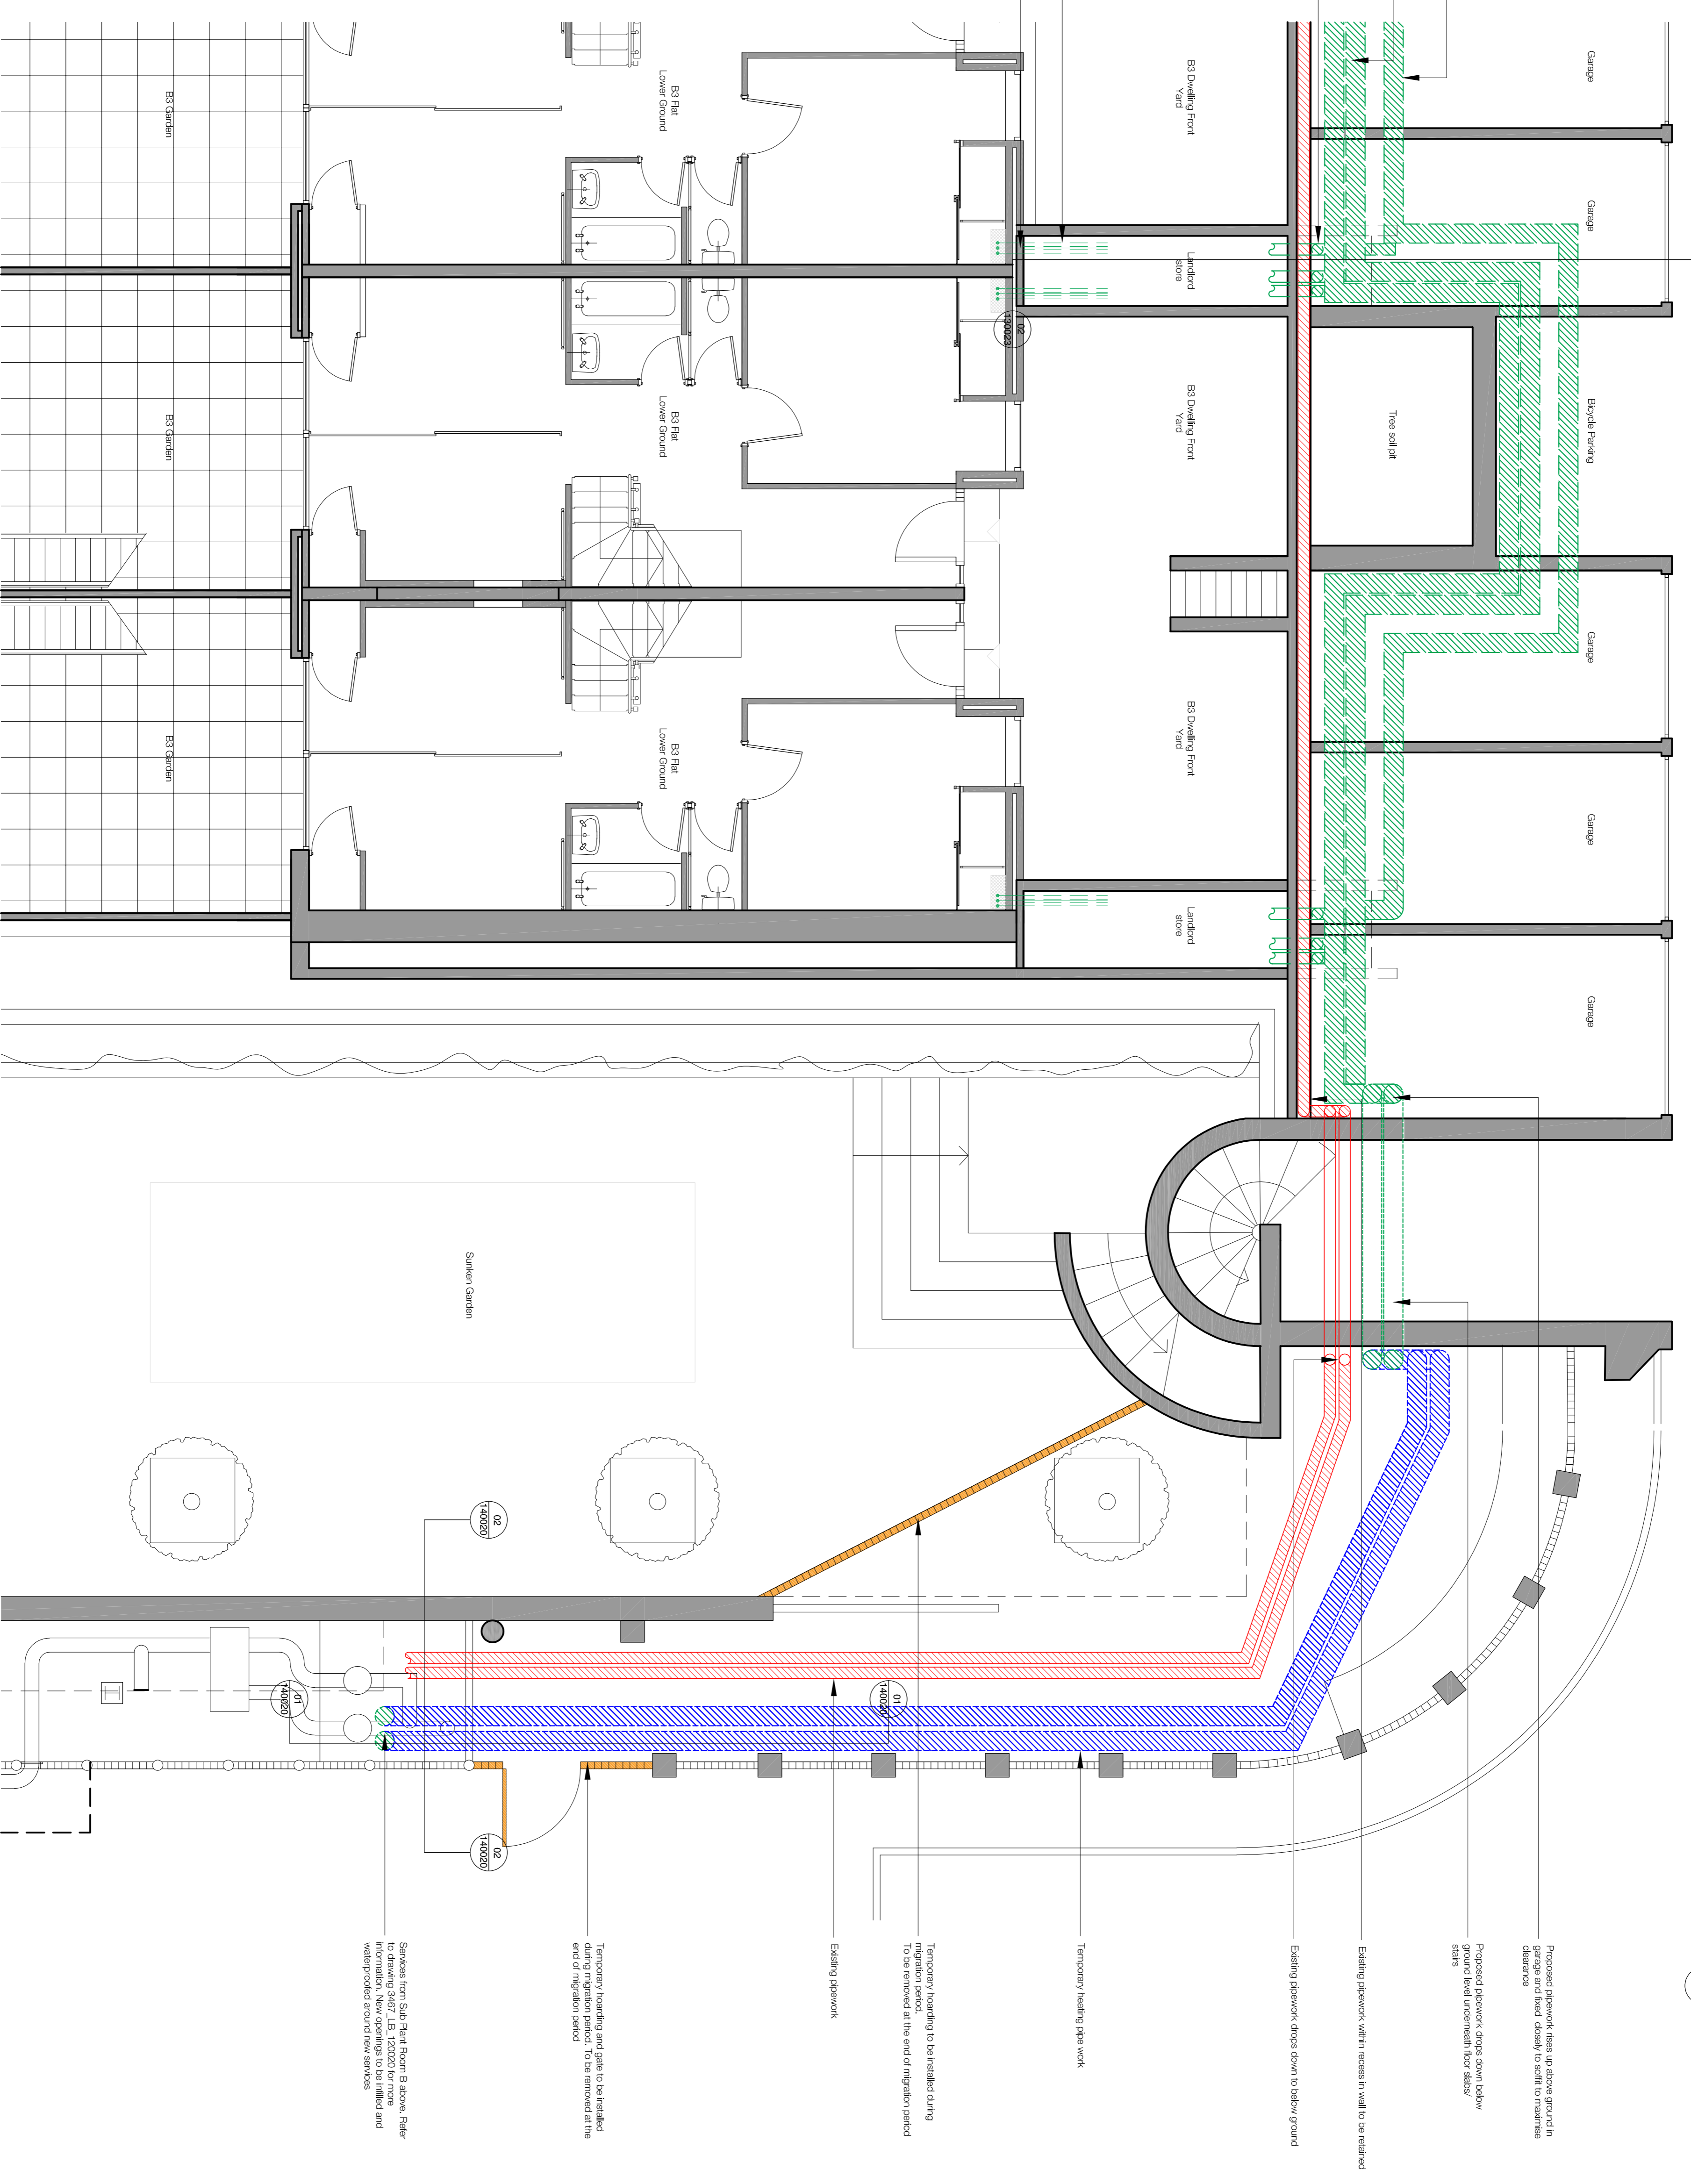 Garage
Garage
Bicycle Parking
Garage
Garage
Garage
Tree soil pit
B3 Dwelling Front
Yard
Landlord
store
B3 Dwelling Front
Yard
B3 Dwelling Front
Yard
Landlord
store
02
130023
B3 Flat
Lower Ground
B3 Flat
Lower Ground
B3 Flat
Lower Ground
B3 Garden
B3 Garden
B3 Garden
Sunken Garden
02
140020
01
140020
01
140020
02
140020
H
Proposed pipework rises up above ground in
garage and fixed closely to soffit to maximise
clearance
Proposed pipework drops down below
ground level underneath floor slabs/
stairs
Existing pipework within recess in wall to be retained
Existing pipework drops down to below ground
Temporary heating pipe work
Temporary hoarding to be installed during
migration period.
To be removed at the end of migration period
Existing pipework
Temporary hoarding and gate to be installed
during migration period. To be removed at the
end of migration period
Services from Sub Plant Room B above. Refer
to drawing 3467_LB_120020 for more
information. New openings to be infilled and
waterproofed around new services